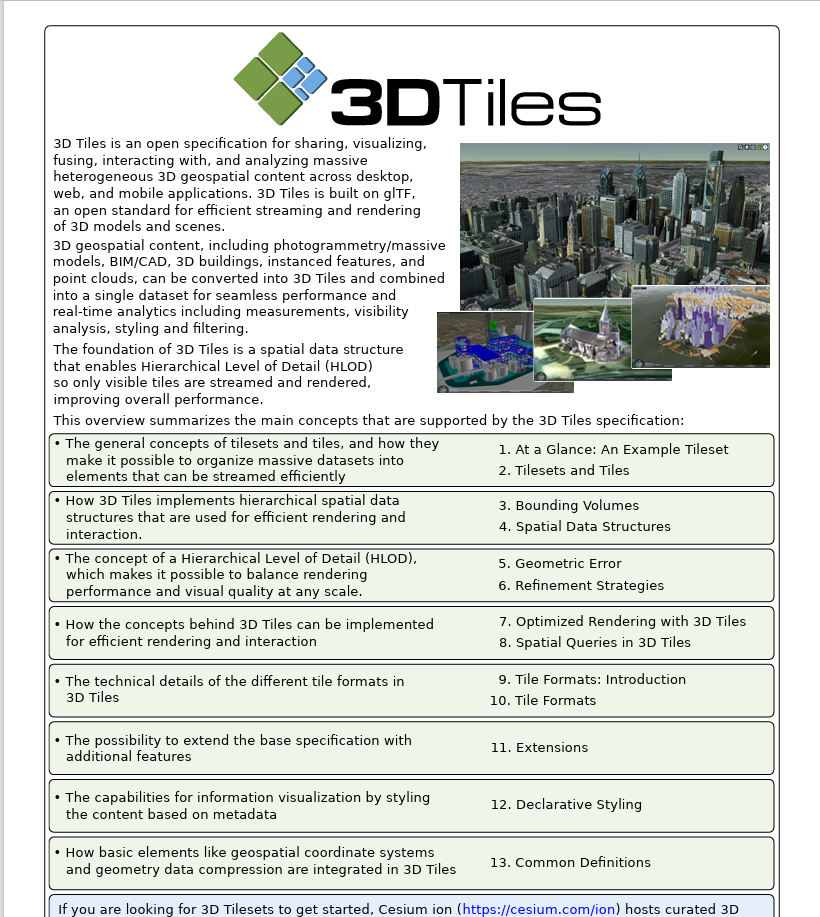 3DTiles
3D Tiles is an open specification for sharing, visualizing,
fusing, interacting with, and analyzing massive
heterogeneous 3D geospatial content across desktop,
web, and mobile applications. 3D Tiles is built on glTF,
an open standard for efficient streaming and rendering
of 3D models and scenes.
3D geospatial content, including photogrammetry/massive
models, BIM/CAD, 3D buildings, instanced features, and
point clouds, can be converted into 3D Tiles and combined
into a single dataset for seamless performance and
real-time analytics including measurements, visibility
analysis, styling and filtering.
The foundation of 3D Tiles is a spatial data structure
that enables Hierarchical Level of Detail (HLOD)
so only visible tiles are streamed and rendered,
improving overall performance.
This overview summarizes the main concepts that are supported by the 3D Tiles specification:
• The general concepts of tilesets and tiles, and how they
make it possible to organize massive datasets into
elements that can be streamed efficiently
1. At a Glance: An Example Tileset
2. Tilesets and Tiles
• How 3D Tiles implements hierarchical spatial data
structures that are used for efficient rendering and
interaction.
3. Bounding Volumes
4. Spatial Data Structures
• The concept of a Hierarchical Level of Detail (HLOD),
which makes it possible to balance rendering
performance and visual quality at any scale.
5. Geometric Error
6. Refinement Strategies
• How the concepts behind 3D Tiles can be implemented
for efficient rendering and interaction
7. Optimized Rendering with 3D Tiles
8. Spatial Queries in 3D Tiles
• The technical details of the different tile formats in
3D Tiles
9. Tile Formats: Introduction
10. Tile Formats
• The possibility to extend the base specification with
additional features
11. Extensions
• The capabilities for information visualization by styling
the content based on metadata
12. Declarative Styling
• How basic elements like geospatial coordinate systems
and geometry data compression are integrated in 3D Tiles
13. Common Definitions
If you are looking for 3D Tilesets to get started, Cesium ion (https://cesium.com/ion) hosts curated 3D